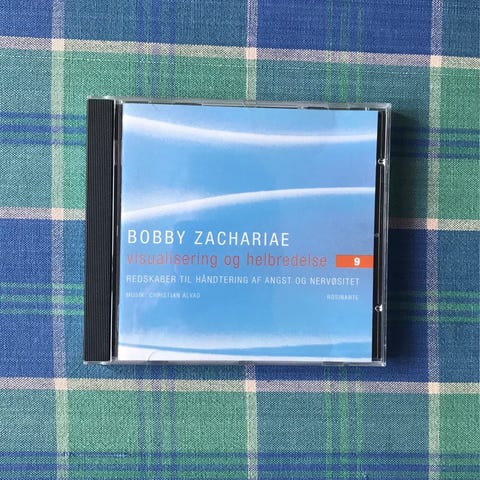 BOBBY ZACHARIAE
visualisering og helbredelse 9
REDSKABER TIL HÅNDTERING AF ANGST OG NERVØSITET
MUSIK: CHRISTIAN ALVAD ROSINANTE